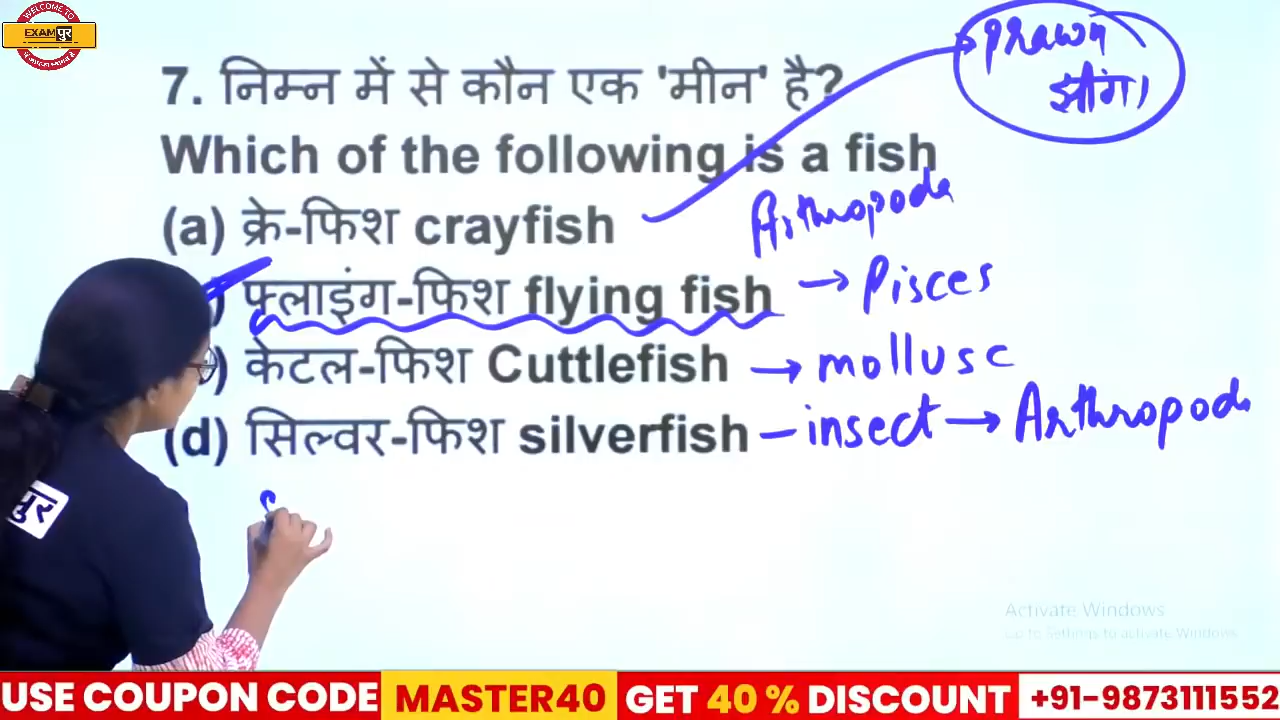 WELCOME TO
EXAMपुर
prawn
झींगा
7. निम्न में से कौन एक 'मीन' है?
Which of the following is a fish
Arthropoda
(a) क्रे-फिश crayfish
) फ्लाइंग-फिश flying fish → Pisces
) केटल-फिश Cuttlefish → mollusc
(d) सिल्वर-फिश silverfish – insect → Arthropoda
पुर
Activate Windows
Go to Settings to activate Windows.
USE COUPON CODE MASTER40 GET 40 % DISCOUNT +91-9873111552